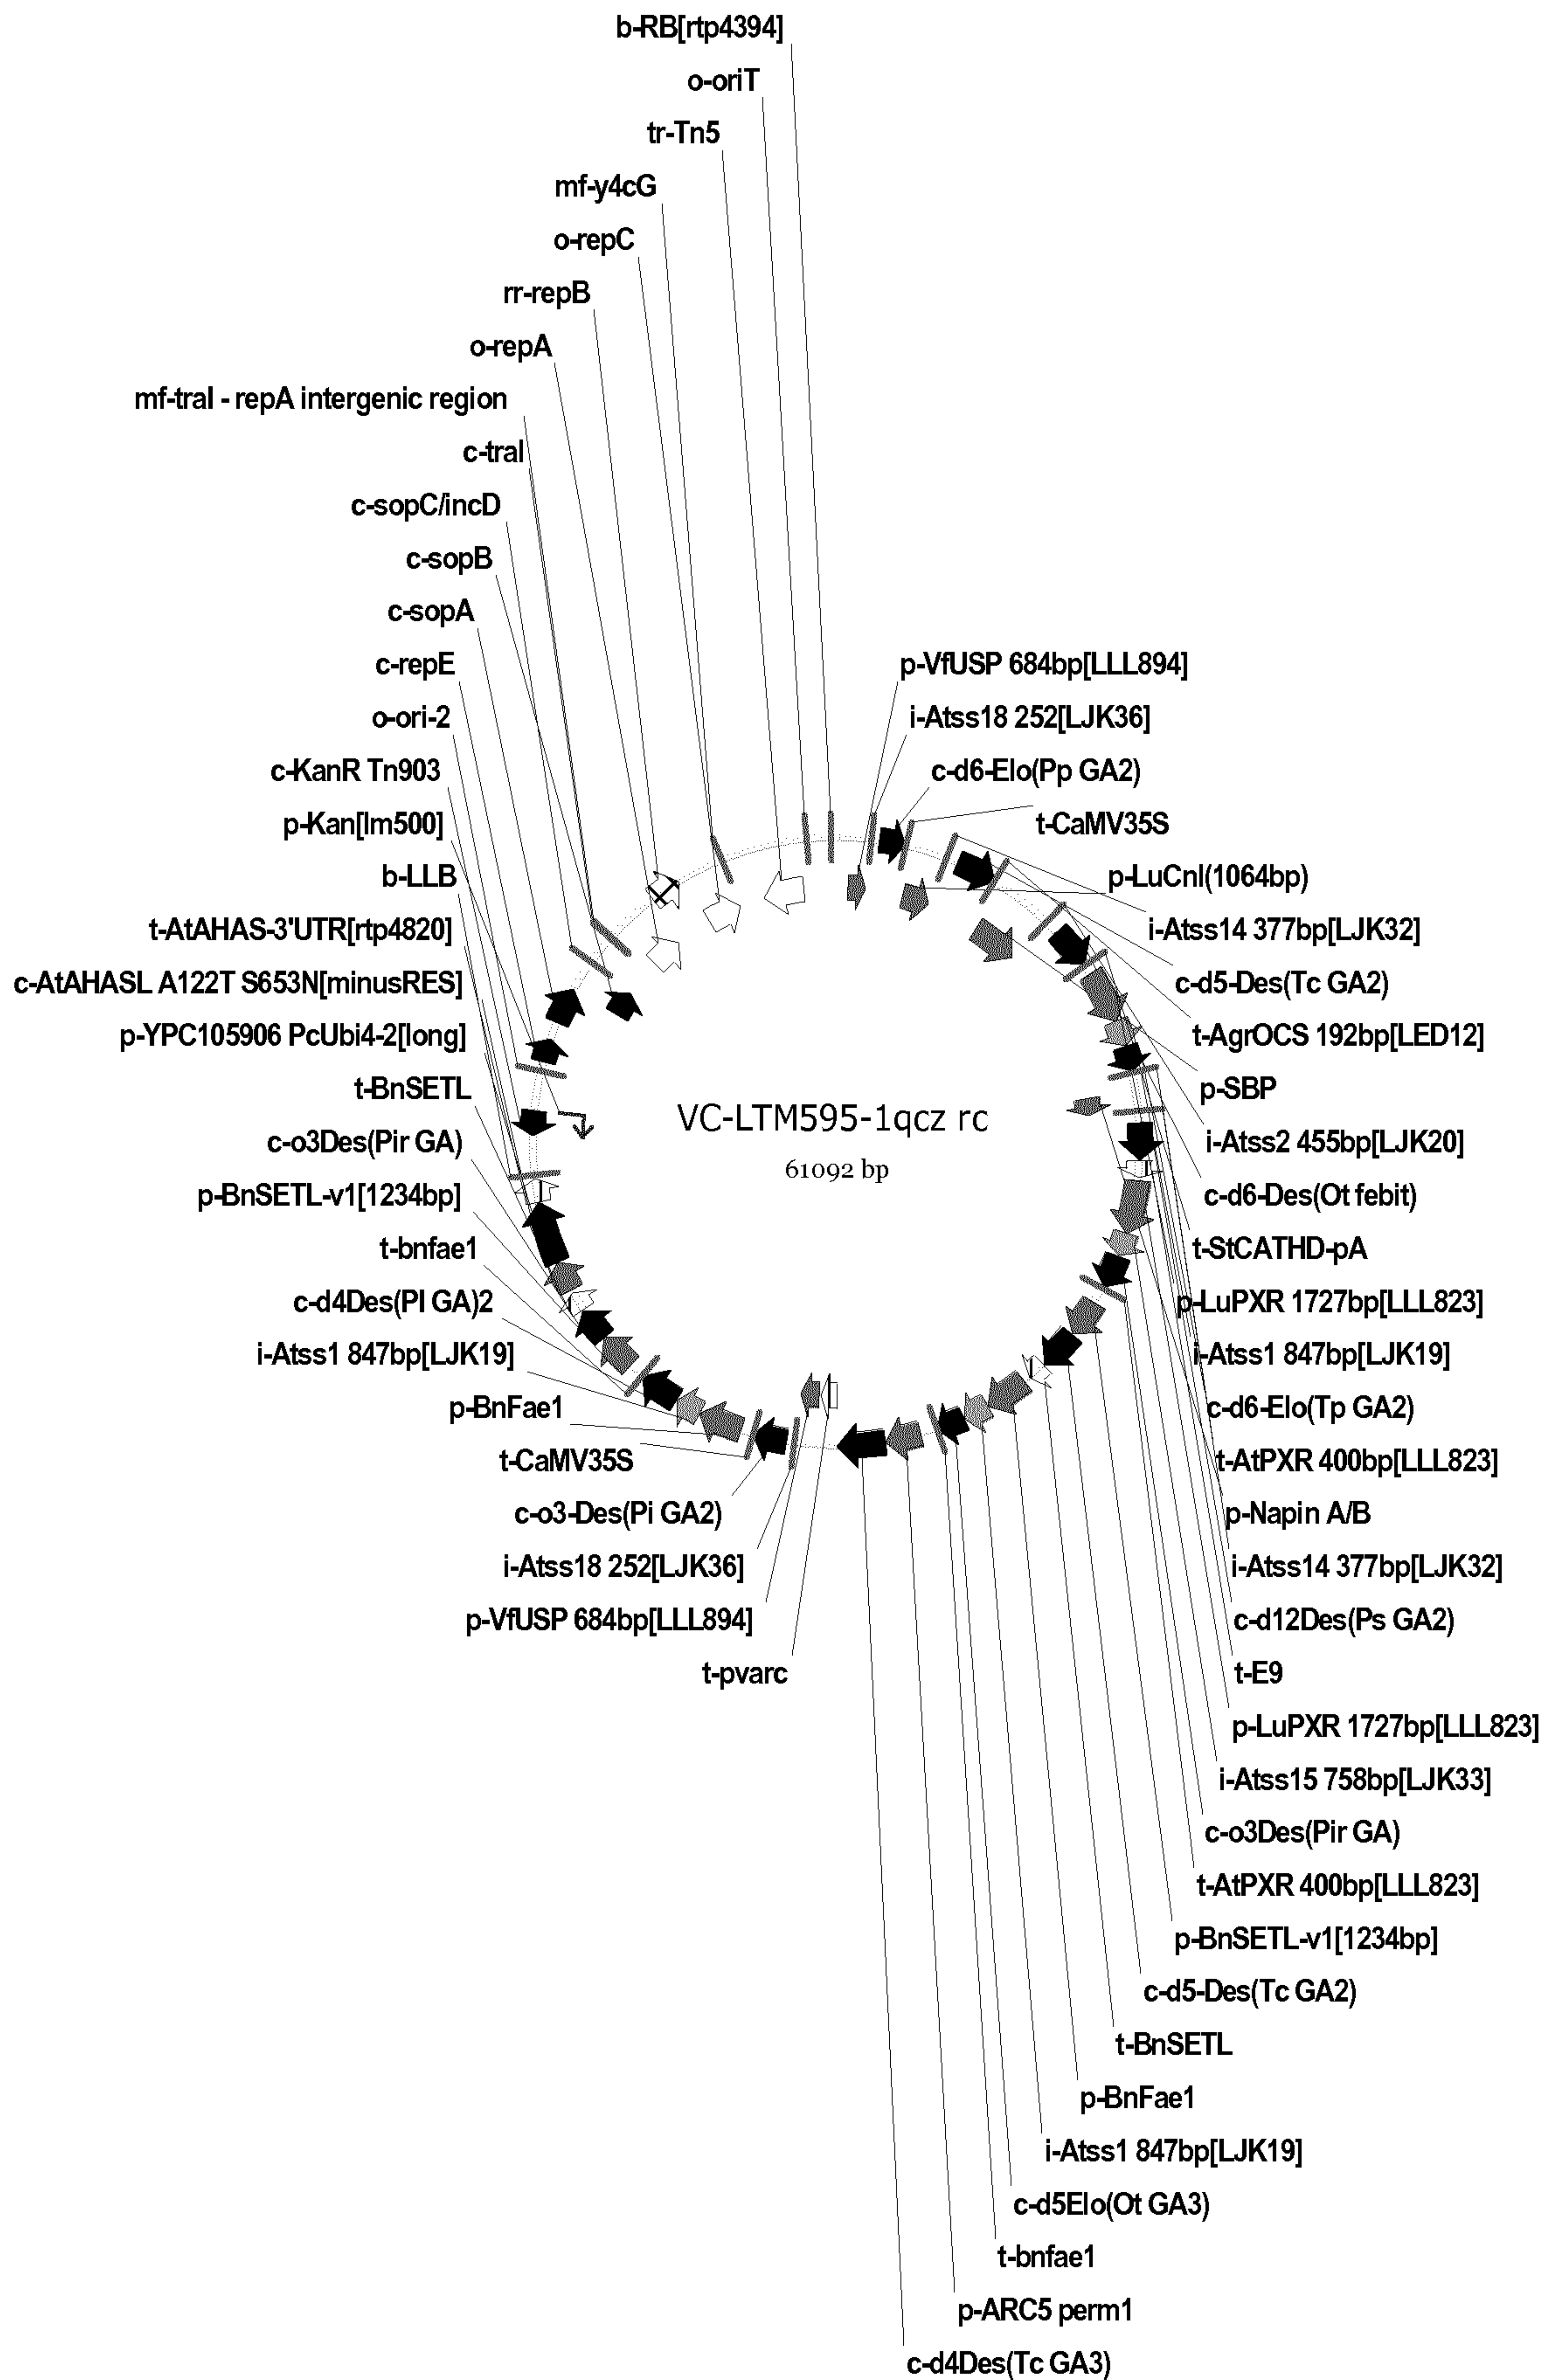 b-RB[rtp4394]
o-oriT
tr-Tn5
mf-y4cG
o-repC
rr-repB
o-repA
mf-traI - repA intergenic region
c-traI
c-sopC/incD
c-sopB
c-sopA
c-repE
o-ori-2
c-KanR Tn903
p-Kan[lm500]
b-LLB
t-AtAHAS-3'UTR[rtp4820]
c-AtAHASL A122T S653N[minusRES]
p-YPC105906 PcUbi4-2[long]
t-BnSETL
c-o3Des(Pir GA)
p-BnSETL-v1[1234bp]
t-bnfae1
c-d4Des(Pl GA)2
i-Atss1 847bp[LJK19]
p-BnFae1
t-CaMV35S
c-o3-Des(Pi GA2)
i-Atss18 252[LJK36]
p-VfUSP 684bp[LLL894]
t-pvarc
VC-LTM595-1qcz rc
61092 bp
p-VfUSP 684bp[LLL894]
i-Atss18 252[LJK36]
c-d6-Elo(Pp GA2)
t-CaMV35S
p-LuCnl(1064bp)
i-Atss14 377bp[LJK32]
c-d5-Des(Tc GA2)
t-AgrOCS 192bp[LED12]
p-SBP
i-Atss2 455bp[LJK20]
c-d6-Des(Ot febit)
t-StCATHD-pA
p-LuPXR 1727bp[LLL823]
i-Atss1 847bp[LJK19]
c-d6-Elo(Tp GA2)
t-AtPXR 400bp[LLL823]
p-Napin A/B
i-Atss14 377bp[LJK32]
c-d12Des(Ps GA2)
t-E9
p-LuPXR 1727bp[LLL823]
i-Atss15 758bp[LJK33]
c-o3Des(Pir GA)
t-AtPXR 400bp[LLL823]
p-BnSETL-v1[1234bp]
c-d5-Des(Tc GA2)
t-BnSETL
p-BnFae1
i-Atss1 847bp[LJK19]
c-d5Elo(Ot GA3)
t-bnfae1
p-ARC5 perm1
c-d4Des(Tc GA3)